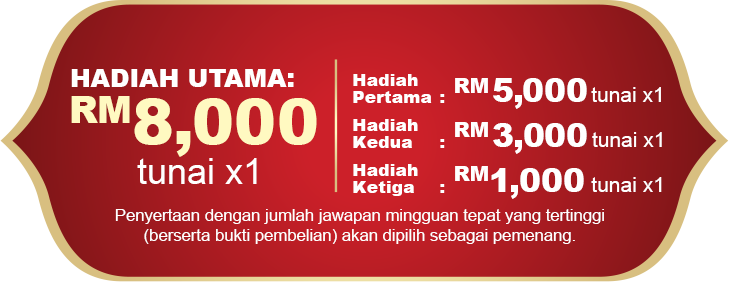 HADIAH UTAMA:
RM8,000
tunai x1
Hadiah
Pertama : RM5,000 tunai x1
Hadiah
Kedua : RM3,000 tunai x1
Hadiah
Ketiga : RM1,000 tunai x1
Penyertaan dengan jumlah jawapan mingguan tepat yang tertinggi
(berserta bukti pembelian) akan dipilih sebagai pemenang.